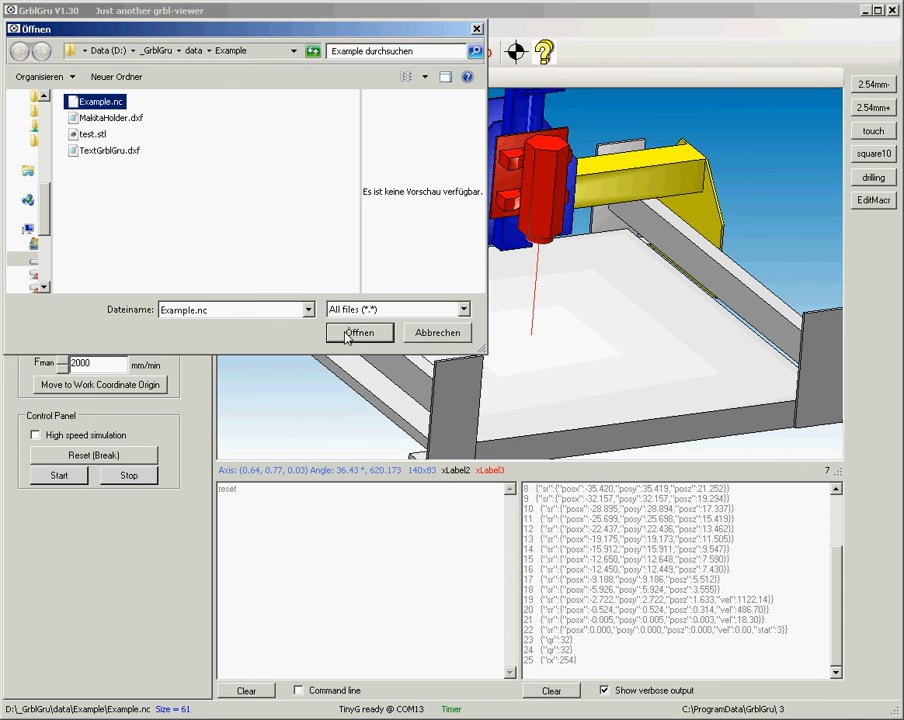 GrblGru V1.30 Just another grbl-viewer
Öffnen
Data (D:) _GrblGru data Example
Example durchsuchen
Organisieren Neuer Ordner
Example.nc
MakitaHolder.dxf
test.stl
TextGrblGru.dxf
Es ist keine Vorschau verfügbar.
Dateiname: Example.nc All files (*.*)
Öffnen Abbrechen
2.54mm-
2.54mm+
touch
square10
drilling
EditMacr
Fman 2000 mm/min
Move to Work Coordinate Origin
Control Panel
High speed simulation
Reset (Break)
Start Stop
Axis: (0.64, 0.77, 0.03) Angle: 36.43 °, 620.173 140x83 xLabel2 xLabel3 7
reset
8 {"sr":{"posx":-35.420,"posy":35.419,"posz":21.252}}
9 {"sr":{"posx":-32.157,"posy":32.157,"posz":19.294}}
10 {"sr":{"posx":-28.895,"posy":28.894,"posz":17.337}}
11 {"sr":{"posx":-25.699,"posy":25.698,"posz":15.419}}
12 {"sr":{"posx":-22.437,"posy":22.436,"posz":13.462}}
13 {"sr":{"posx":-19.175,"posy":19.173,"posz":11.505}}
14 {"sr":{"posx":-15.912,"posy":15.911,"posz":9.547}}
15 {"sr":{"posx":-12.650,"posy":12.648,"posz":7.590}}
16 {"sr":{"posx":-12.450,"posy":12.449,"posz":7.430}}
17 {"sr":{"posx":-9.188,"posy":9.186,"posz":5.512}}
18 {"sr":{"posx":-5.926,"posy":5.924,"posz":3.555}}
19 {"sr":{"posx":-2.722,"posy":2.722,"posz":1.633,"vel":1122.14}}
20 {"sr":{"posx":-0.524,"posy":0.524,"posz":0.314,"vel":486.70}}
21 {"sr":{"posx":-0.005,"posy":0.005,"posz":0.003,"vel":18.30}}
22 {"sr":{"posx":0.000,"posy":0.000,"posz":0.000,"vel":0.00,"stat":3}}
23 {"qr":32}
24 {"qr":32}
25 {"rx":254}
Clear Command line Clear Show verbose output
D:\_GrblGru\data\Example\Example.nc Size = 61 TinyG ready @ COM13 Timer C:\ProgramData\GrblGru\ 3